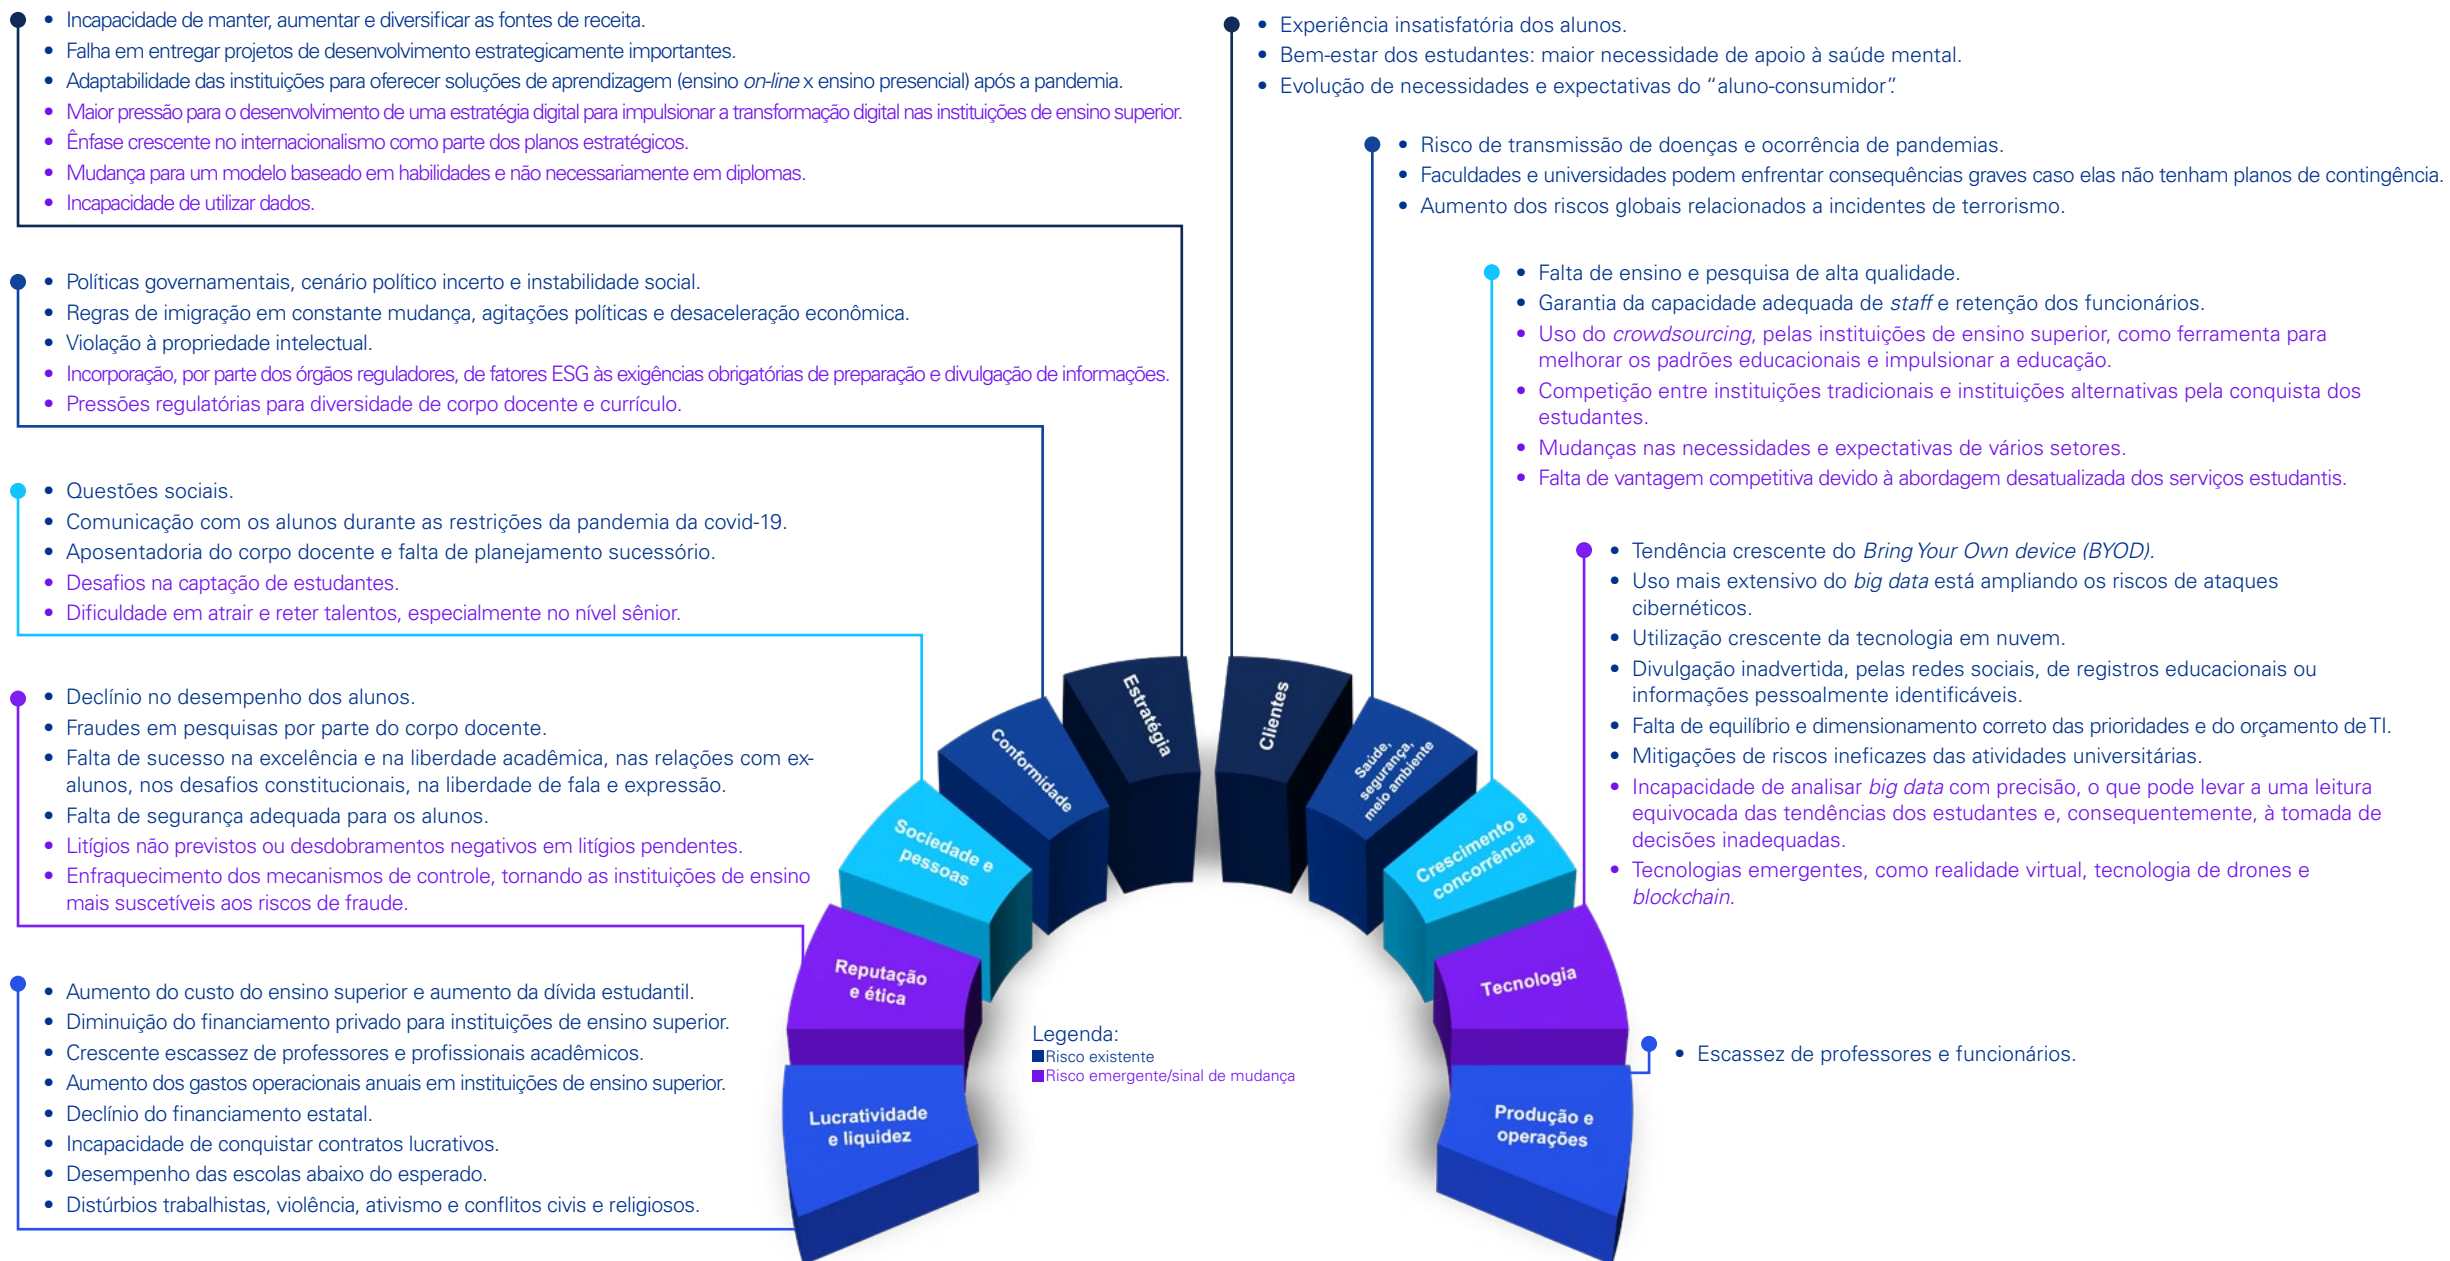 • Incapacidade de manter, aumentar e diversificar as fontes de receita.
• Falha em entregar projetos de desenvolvimento estrategicamente importantes.
• Adaptabilidade das instituições para oferecer soluções de aprendizagem (ensino on-line x ensino presencial) após a pandemia.
• Maior pressão para o desenvolvimento de uma estratégia digital para impulsionar a transformação digital nas instituições de ensino superior.
• Ênfase crescente no internacionalismo como parte dos planos estratégicos.
• Mudança para um modelo baseado em habilidades e não necessariamente em diplomas.
• Incapacidade de utilizar dados.
• Políticas governamentais, cenário político incerto e instabilidade social.
• Regras de imigração em constante mudança, agitações políticas e desaceleração econômica.
• Violação à propriedade intelectual.
• Incorporação, por parte dos órgãos reguladores, de fatores ESG às exigências obrigatórias de preparação e divulgação de informações.
• Pressões regulatórias para diversidade de corpo docente e currículo.
• Questões sociais.
• Comunicação com os alunos durante as restrições da pandemia da covid-19.
• Aposentadoria do corpo docente e falta de planejamento sucessório.
• Desafios na captação de estudantes.
• Dificuldade em atrair e reter talentos, especialmente no nível sênior.
• Declínio no desempenho dos alunos.
• Fraudes em pesquisas por parte do corpo docente.
• Falta de sucesso na excelência e na liberdade acadêmica, nas relações com ex-
alunos, nos desafios constitucionais, na liberdade de fala e expressão.
• Falta de segurança adequada para os alunos.
• Litígios não previstos ou desdobramentos negativos em litígios pendentes.
• Enfraquecimento dos mecanismos de controle, tornando as instituições de ensino
mais suscetíveis aos riscos de fraude.
• Aumento do custo do ensino superior e aumento da dívida estudantil.
• Diminuição do financiamento privado para instituições de ensino superior.
• Crescente escassez de professores e profissionais acadêmicos.
• Aumento dos gastos operacionais anuais em instituições de ensino superior.
• Declínio do financiamento estatal.
• Incapacidade de conquistar contratos lucrativos.
• Desempenho das escolas abaixo do esperado.
• Distúrbios trabalhistas, violência, ativismo e conflitos civis e religiosos.
• Experiência insatisfatória dos alunos.
• Bem-estar dos estudantes: maior necessidade de apoio à saúde mental.
• Evolução de necessidades e expectativas do “aluno-consumidor”.
• Risco de transmissão de doenças e ocorrência de pandemias.
• Faculdades e universidades podem enfrentar consequências graves caso elas não tenham planos de contingência.
• Aumento dos riscos globais relacionados a incidentes de terrorismo.
• Falta de ensino e pesquisa de alta qualidade.
• Garantia da capacidade adequada de staff e retenção dos funcionários.
• Uso do crowdsourcing, pelas instituições de ensino superior, como ferramenta para
melhorar os padrões educacionais e impulsionar a educação.
• Competição entre instituições tradicionais e instituições alternativas pela conquista dos
estudantes.
• Mudanças nas necessidades e expectativas de vários setores.
• Falta de vantagem competitiva devido à abordagem desatualizada dos serviços estudantis.
• Tendência crescente do Bring Your Own device (BYOD).
• Uso mais extensivo do big data está ampliando os riscos de ataques
cibernéticos.
• Utilização crescente da tecnologia em nuvem.
• Divulgação inadvertida, pelas redes sociais, de registros educacionais ou
informações pessoalmente identificáveis.
• Falta de equilíbrio e dimensionamento correto das prioridades e do orçamento de TI.
• Mitigações de riscos ineficazes das atividades universitárias.
• Incapacidade de analisar big data com precisão, o que pode levar a uma leitura
equivocada das tendências dos estudantes e, consequentemente, à tomada de
decisões inadequadas.
• Tecnologias emergentes, como realidade virtual, tecnologia de drones e
blockchain.
• Escassez de professores e funcionários.
Lucratividade
e liquidez
Reputação
e ética
Sociedade e
pessoas
Conformidade
Estratégia
Clientes
Saúde,
segurança,
meio ambiente
Crescimento e
concorrência
Tecnologia
Produção e
operações
Legenda:
Risco existente
Risco emergente/sinal de mudança